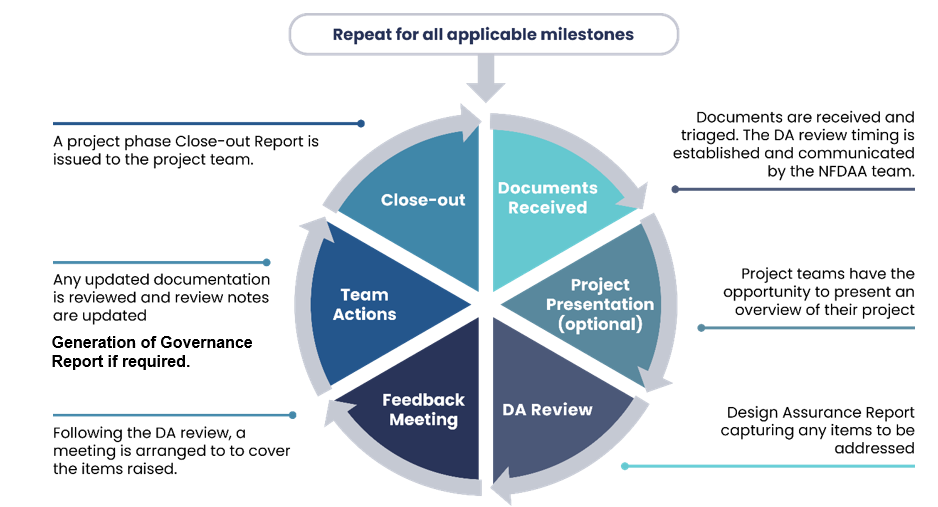 Repeat for all applicable milestones
Documents are received and
triaged. The DA review timing is
established and communicated
by the NFDAA team.
A project phase Close-out Report is
issued to the project team.
Close-out
Documents
Received
Any updated documentation
is reviewed and review notes
are updated
Generation of Governance
Report if required.
Team
Actions
Project
Presentation
(optional)
Project teams have the
opportunity to present an
overview of their project
Feedback
Meeting
DA Review
Following the DA review, a
meeting is arranged to to cover
the items raised.
Design Assurance Report
capturing any items to be
addressed